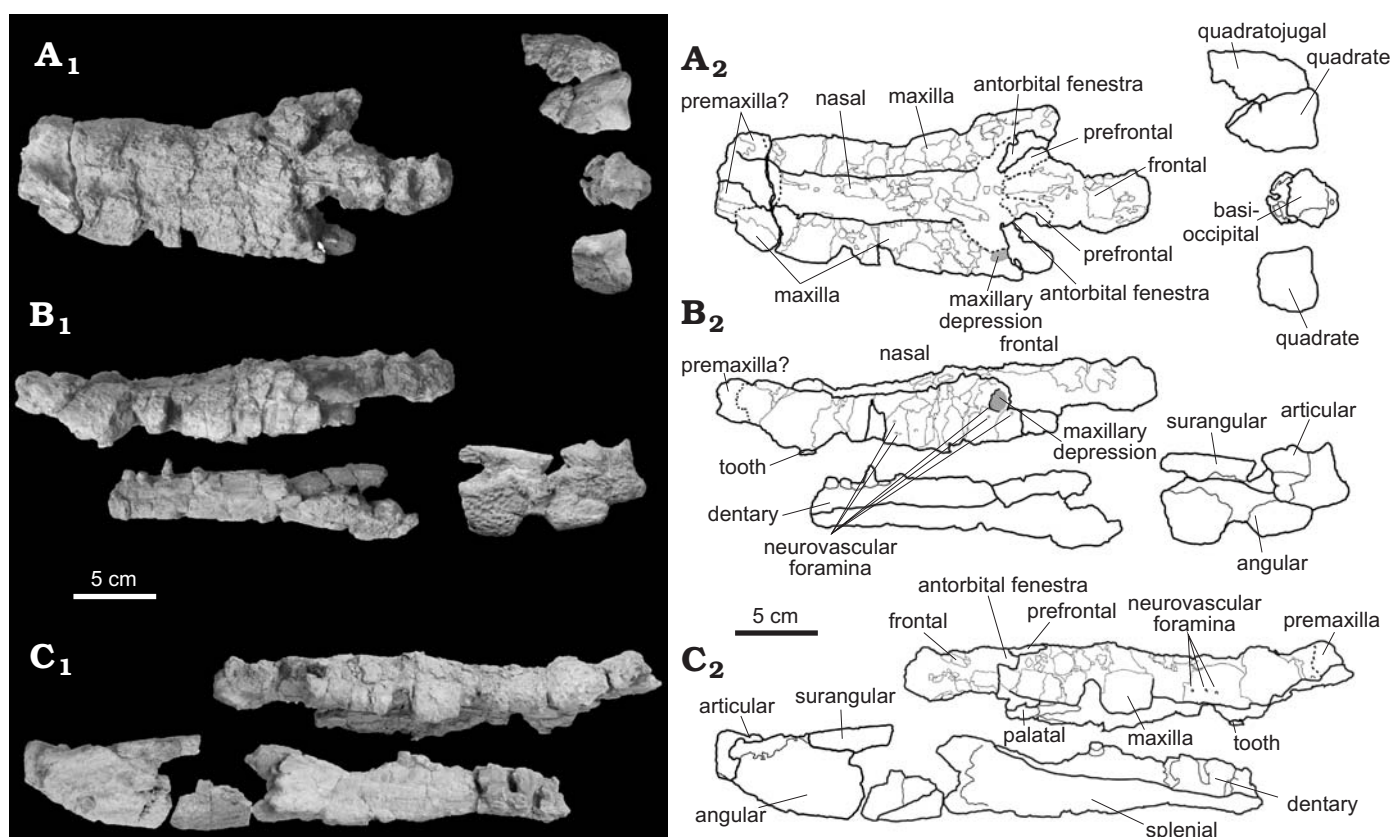 A1
B1
5 cm
C1
A2
quadratojugal
quadrate
antorbital fenestra
premaxilla?
nasal
maxilla
prefrontal
frontal
basi-
occipital
prefrontal
antorbital fenestra
maxilla
maxillary
depression
quadrate
B2
frontal
nasal
premaxilla?
surangular
articular
maxillary
depression
tooth
dentary
neurovascular
foramina
angular
5 cm
C2
antorbital fenestra
prefrontal
neurovascular
foramina
premaxilla
frontal
surangular
articular
palatal
maxilla
tooth
angular
dentary
splenial